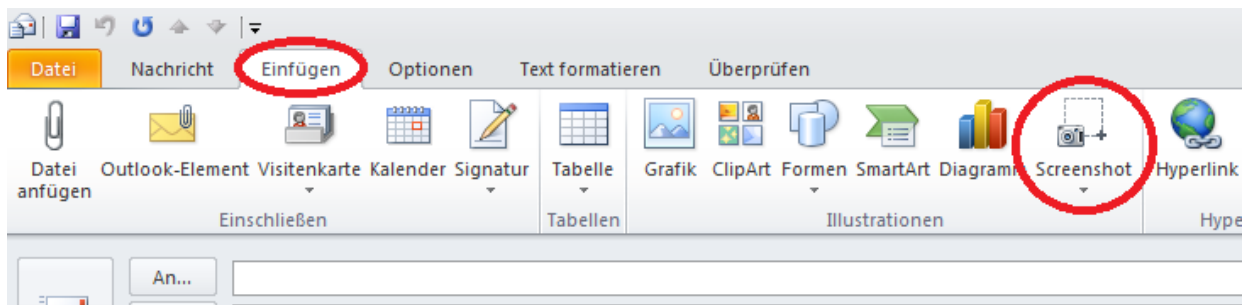 Datei Nachricht Einfügen Optionen Text formatieren Überprüfen
Datei Outlook-Element Visitenkarte Kalender Signatur Tabelle Grafik ClipArt Formen SmartArt Diagramm Screenshot Hyperlink
anfügen
Einschließen Tabellen Illustrationen Hype
An...